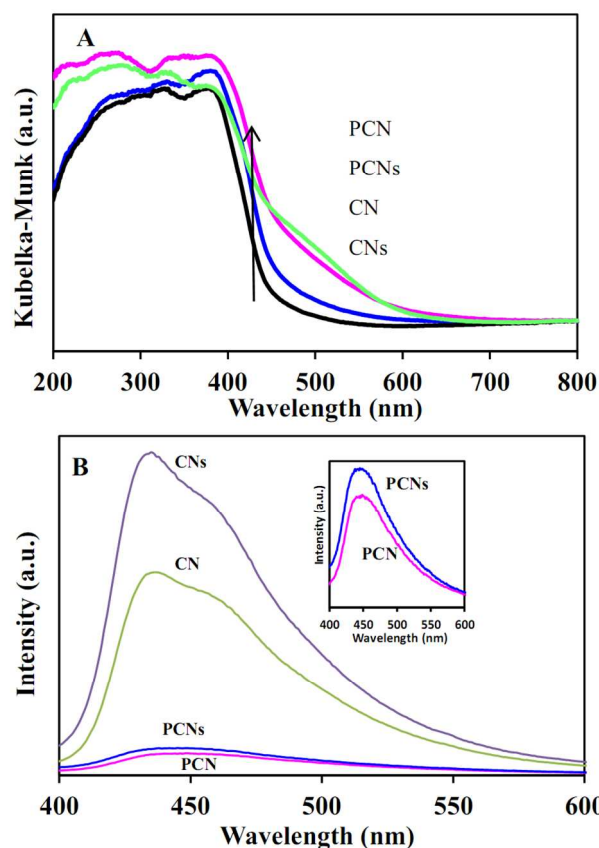 A
Kubelka-Munk (a.u.)
PCN
PCNs
CN
CNs
200 300 400 500 600 700 800
Wavelength (nm)
B
Intensity (a.u.)
CNs
CN
PCNs
PCN
Intensity (a.u.)
PCNs
PCN
400 450 500 550 600
Wavelength (nm)
400 450 500 550 600
Wavelength (nm)